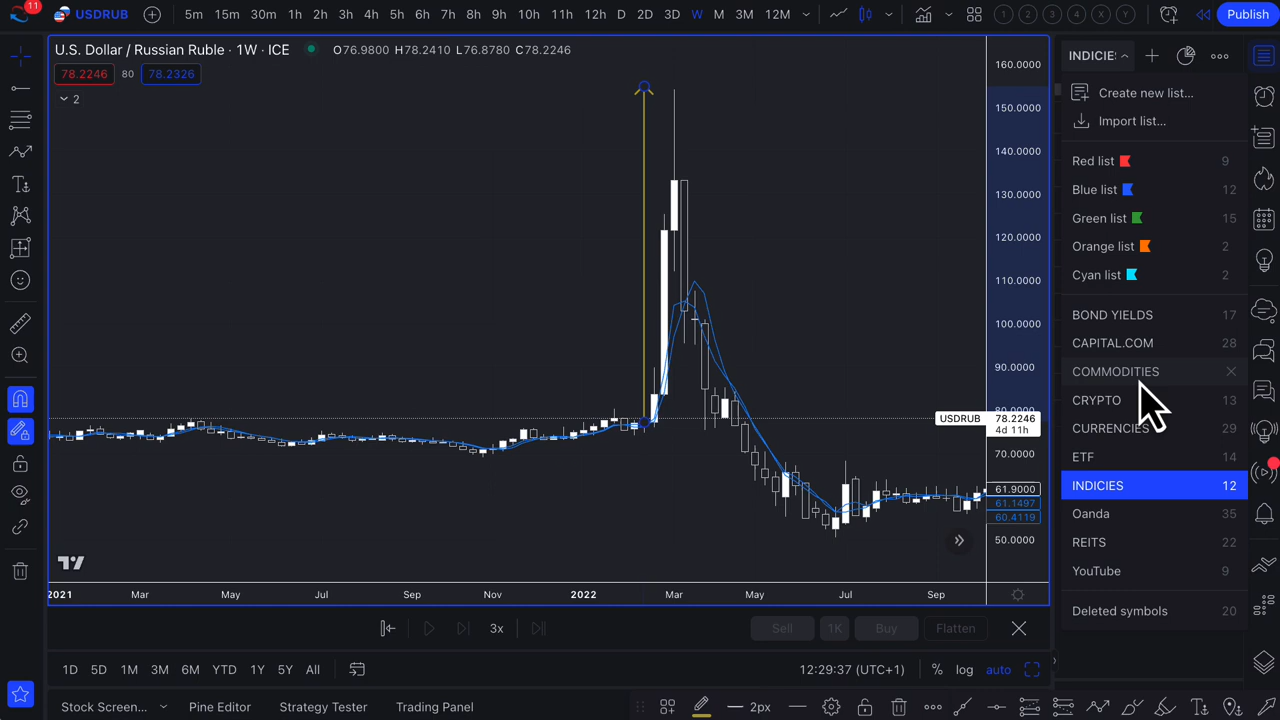 11
USDRUB
5m 15m 30m 1h 2h 3h 4h 5h 6h 7h 8h 9h 10h 11h 12h D 2D 3D W M 3M 12M
1 2 3 4 X Y
Publish
U.S. Dollar / Russian Ruble · 1W · ICE
O76.9800 H78.2410 L76.8780 C78.2246
78.2246 80 78.2326
2
160.0000
150.0000
140.0000
130.0000
120.0000
110.0000
100.0000
90.0000
80.0000
USDRUB 78.2246
4d 11h
70.0000
61.9000
61.1497
60.4119
50.0000
2021 Mar May Jul Sep Nov 2022 Mar May Jul Sep
3x
Sell 1K Buy Flatten
1D 5D 1M 3M 6M YTD 1Y 5Y All
12:29:37 (UTC+1) % log auto
Stock Screen... Pine Editor Strategy Tester Trading Panel
2px
INDICIE:
Create new list...
Import list...
Red list 9
Blue list 12
Green list 15
Orange list 2
Cyan list 2
BOND YIELDS 17
CAPITAL.COM 28
COMMODITIES
CRYPTO 13
CURRENCIES 29
ETF 14
INDICIES 12
Oanda 35
REITS 22
YouTube 9
Deleted symbols 20